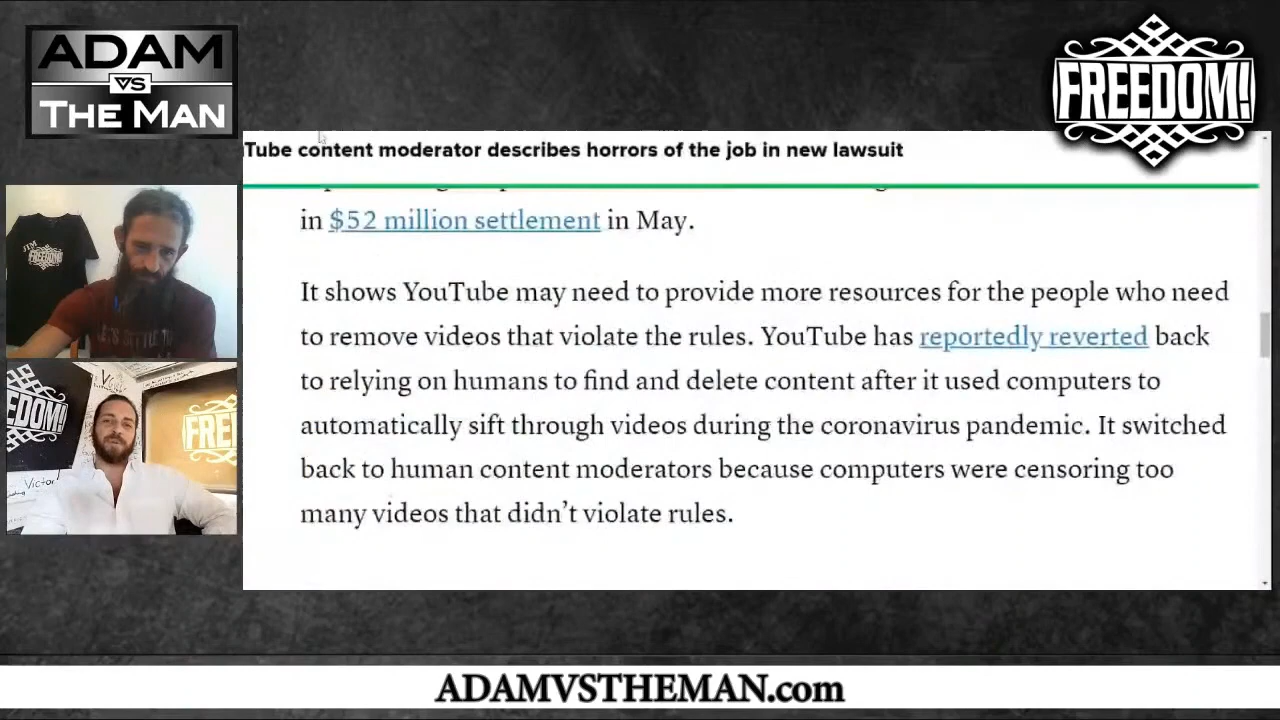 ADAM
VS
THE MAN
FREEDOM!
Tube content moderator describes horrors of the job in new lawsuit
in $52 million settlement in May.
It shows YouTube may need to provide more resources for the people who need
to remove videos that violate the rules. YouTube has reportedly reverted back
to relying on humans to find and delete content after it used computers to
automatically sift through videos during the coronavirus pandemic. It switched
back to human content moderators because computers were censoring too
many videos that didn’t violate rules.
FREEDOM!
EEDOM!
FRE
Victor
ADAMVSTHEMAN.com